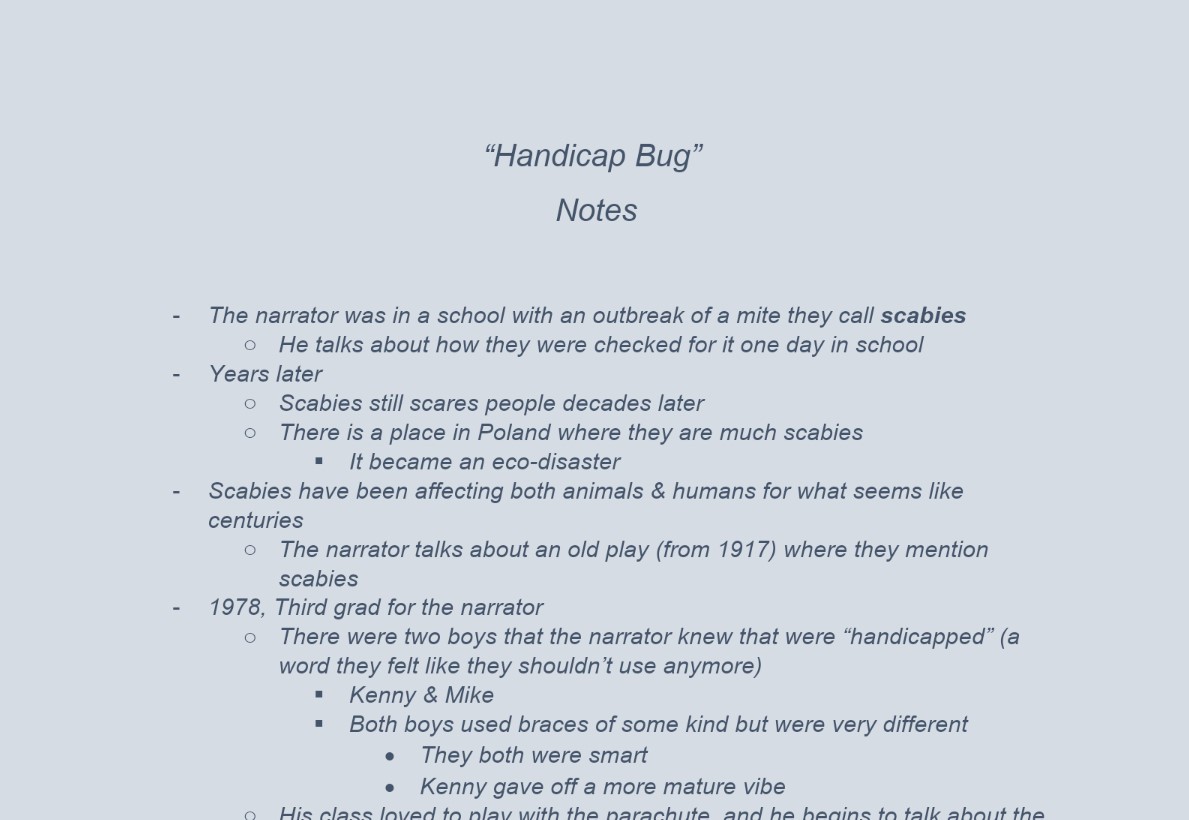 “Handicap Bug”
Notes
- The narrator was in a school with an outbreak of a mite they call scabies
○ He talks about how they were checked for it one day in school
- Years later
○ Scabies still scares people decades later
○ There is a place in Poland where they are much scabies
▪ It became an eco-disaster
- Scabies have been affecting both animals & humans for what seems like
centuries
○ The narrator talks about an old play (from 1917) where they mention
scabies
- 1978, Third grad for the narrator
○ There were two boys that the narrator knew that were “handicapped” (a
word they felt like they shouldn’t use anymore)
▪ Kenny & Mike
▪ Both boys used braces of some kind but were very different
● They both were smart
● Kenny gave off a more mature vibe
○ His class loved to play with the parachute, and he begins to talk about the